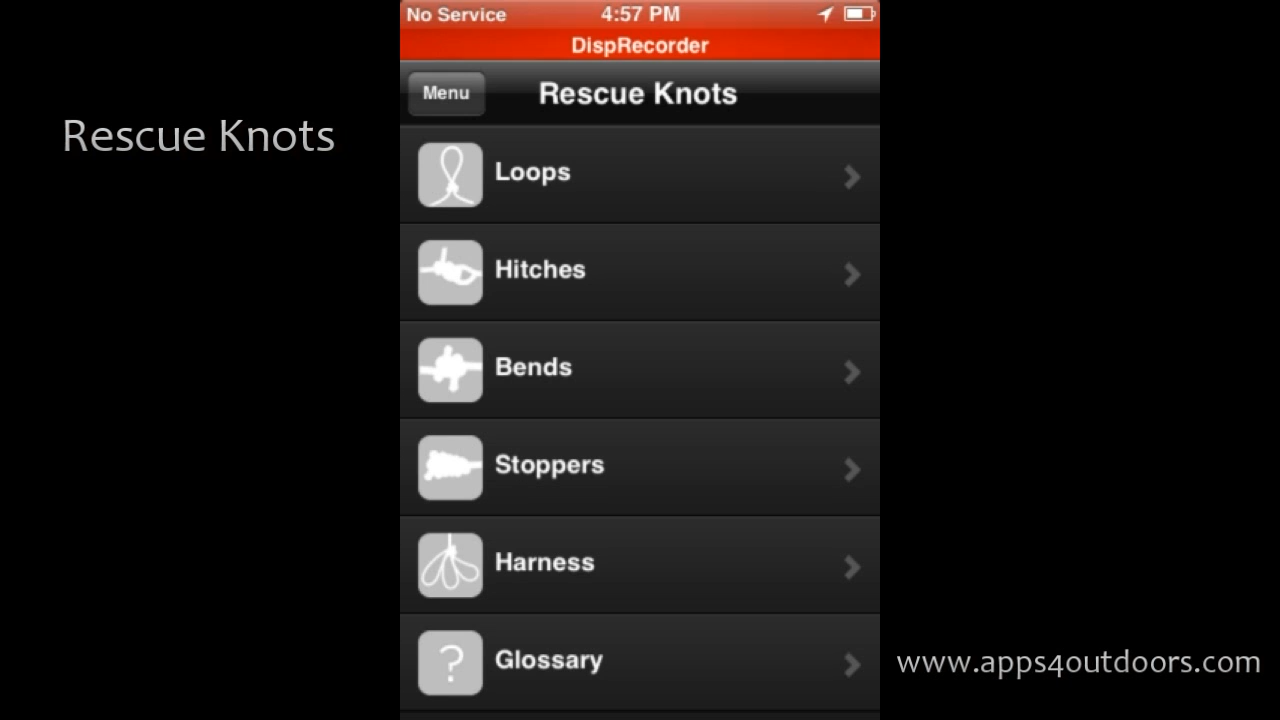 No Service 4:57 PM
DispRecorder
Menu Rescue Knots
Rescue Knots
Loops
Hitches
Bends
Stoppers
Harness
? Glossary
www.apps4outdoors.com